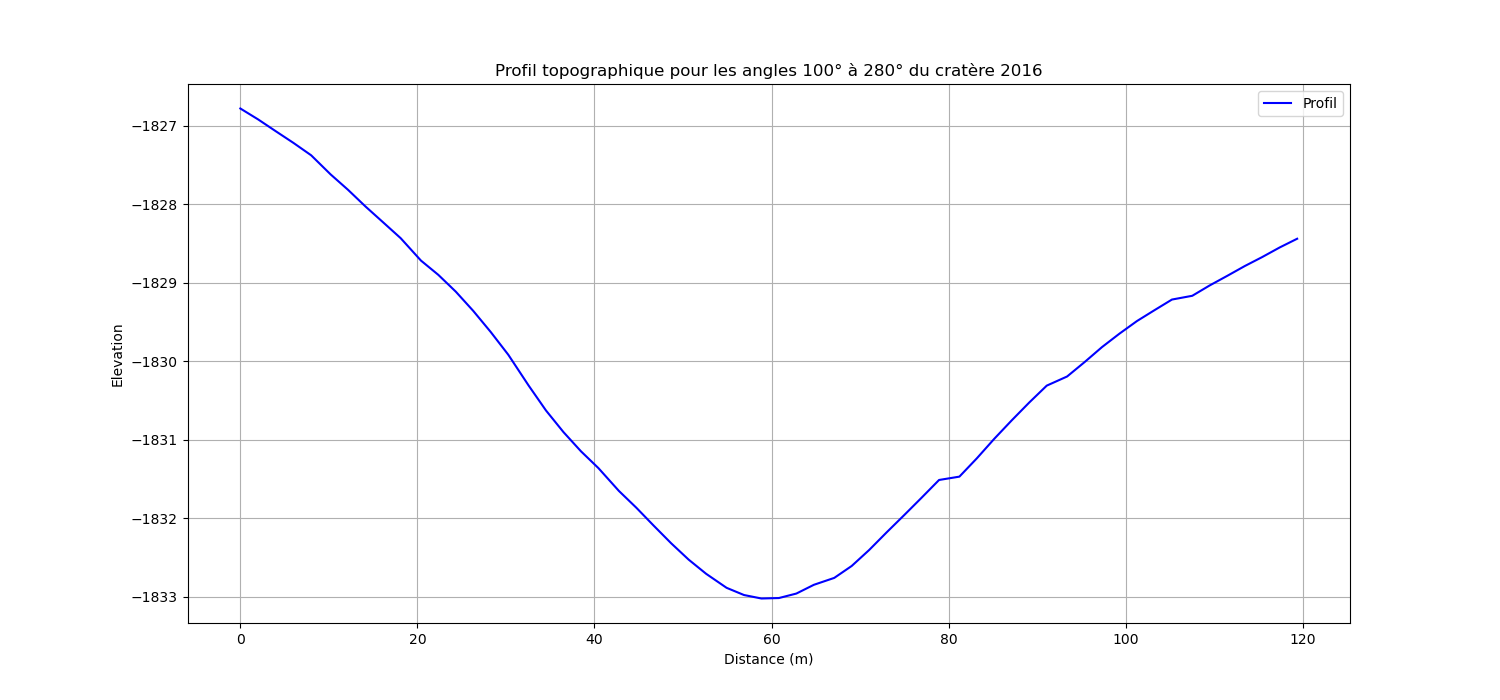 Profil topographique pour les angles 100° à 280° du cratère 2016
Profil
−1827
−1828
−1829
−1830
−1831
−1832
−1833
Elevation
0 20 40 60 80 100 120
Distance (m)